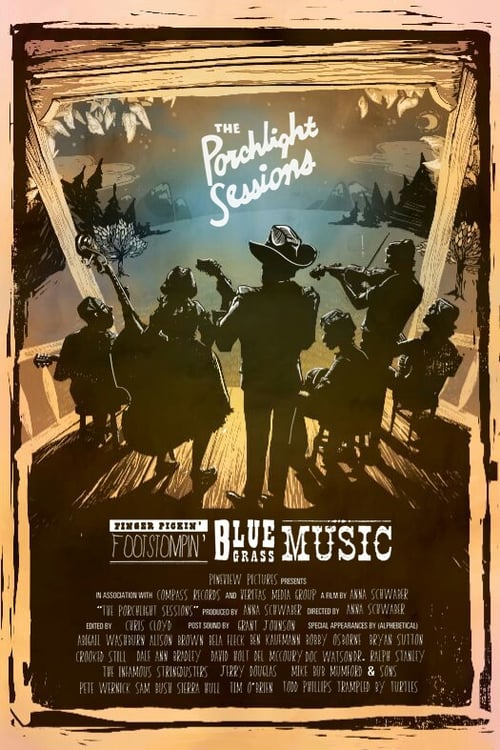 THE
Porchlight
Sessions
FINGER PICKIN'
FOOTSTOMPIN'
BLUE
GRASS
MUSIC
PINEVIEW PICTURES PRESENTS
IN ASSOCIATION WITH COMPASS RECORDS AND VERITAS MEDIA GROUP A FILM BY ANNA SCHWABER
"THE PORCHLIGHT SESSIONS" PRODUCED BY ANNA SCHWABER DIRECTED BY ANNA SCHWABER
EDITED BY CHRIS CLOYD POST SOUND BY GRANT JOHNSON SPECIAL APPEARANCES BY (ALPHABETICAL)
ABIGAIL WASHBURN ALISON BROWN BELA FLECK BEN KAUFMANN BOBBY OSBORNE BRYAN SUTTON
CROOKED STILL DALE ANN BRADLEY DAVID HOLT DEL MCCOURY DOC WATSON DR. RALPH STANLEY
THE INFAMOUS STRINGDUSTERS JERRY DOUGLAS MIKE BUB MUMFORD & SONS
PETE WERNICK SAM BUSH SIERRA HULL TIM O'BRIEN TODD PHILLIPS TRAMPLED BY TURTLES